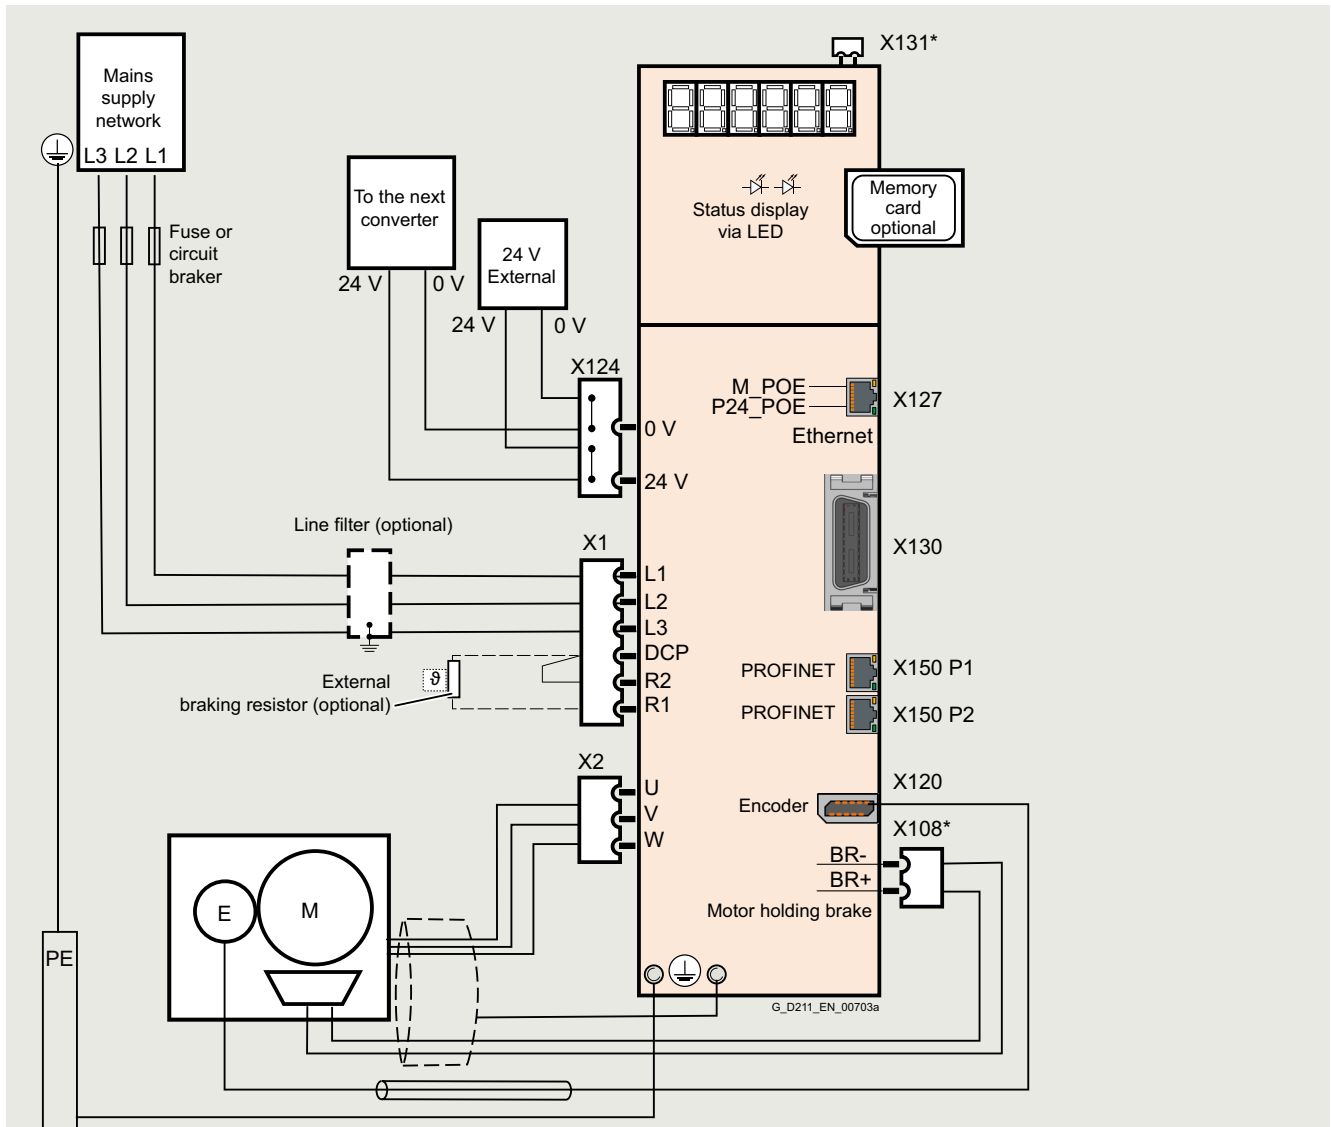 X131*
Mains
supply
network
L3 L2 L1
Fuse or
circuit
braker
To the next
converter
24 V
0 V
24 V
External
24 V
0 V
Status display
via LED
Memory
card
optional
X124
0 V
24 V
M_POE
P24_POE
Ethernet
X127
X130
Line filter (optional)
X1
L1
L2
L3
DCP
R2
R1
ϑ
External
braking resistor (optional)
PROFINET
X150 P1
PROFINET
X150 P2
X2
U
V
W
Encoder
X120
X108*
BR-
BR+
Motor holding brake
E
M
PE
G_D211_EN_00703a